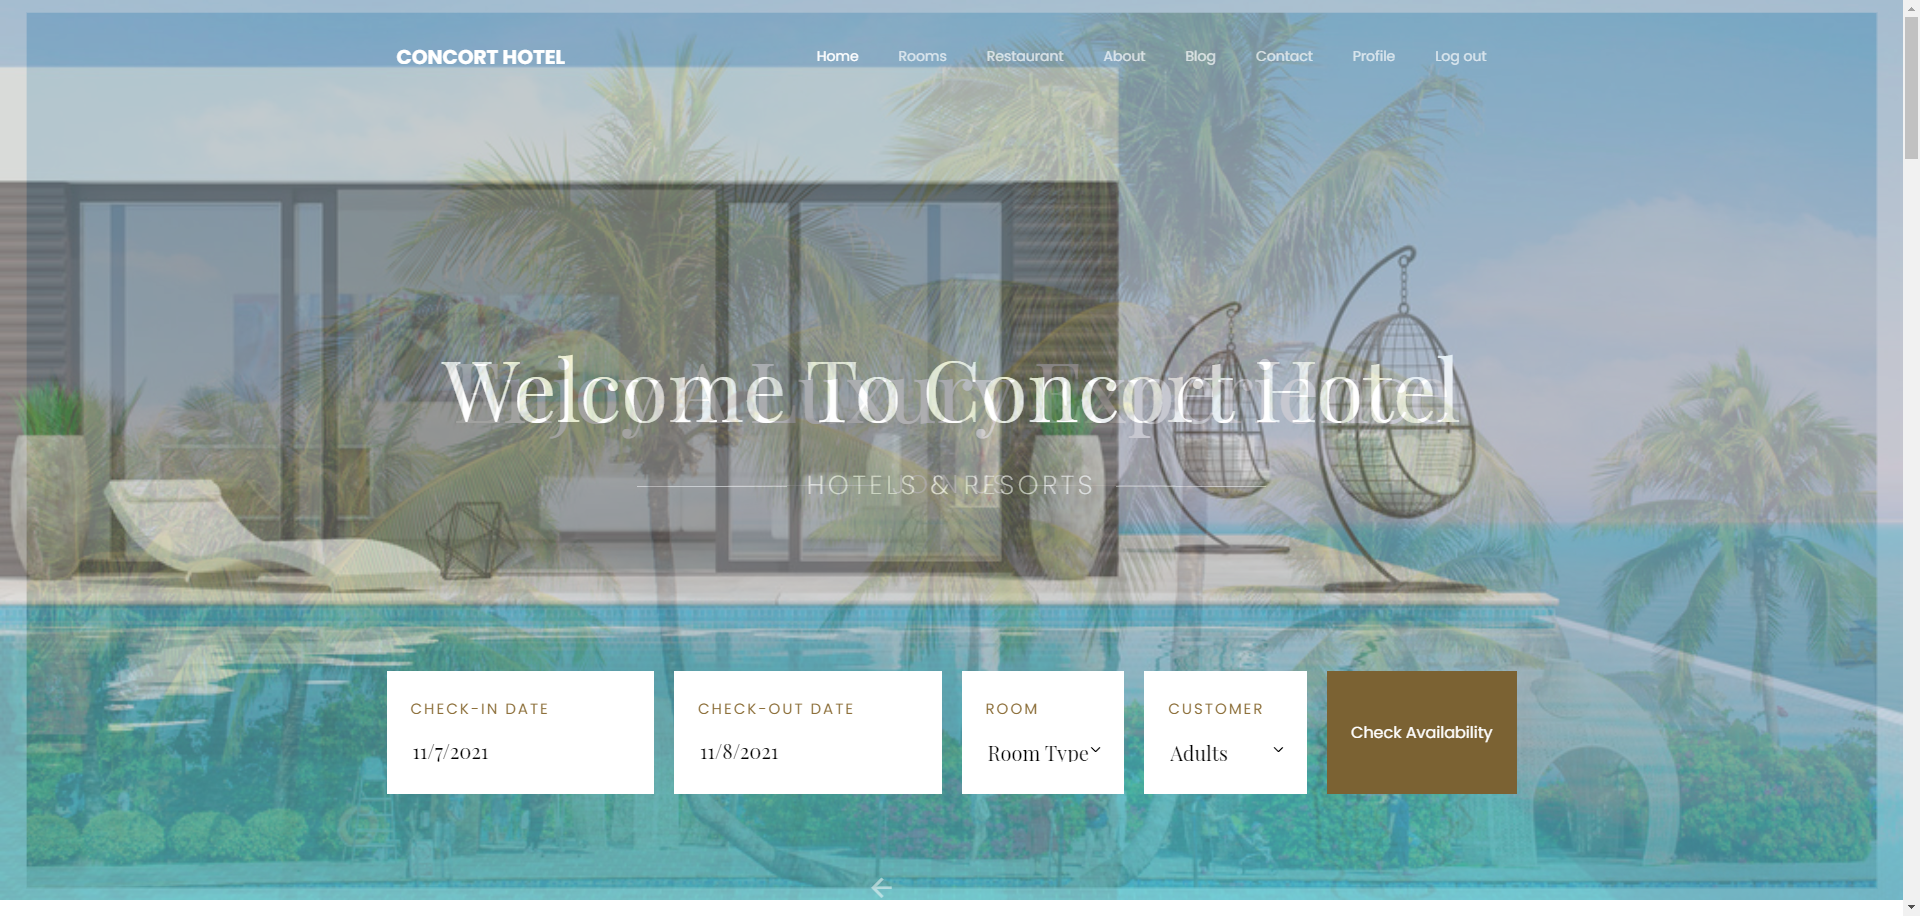 CONCORT HOTEL
Home Rooms Restaurant About Blog Contact Profile Log out
Welcome To Concort Hotel
HOTELS & RESORTS
CHECK-IN DATE
11/7/2021
CHECK-OUT DATE
11/8/2021
ROOM
Room Type
CUSTOMER
Adults
Check Availability